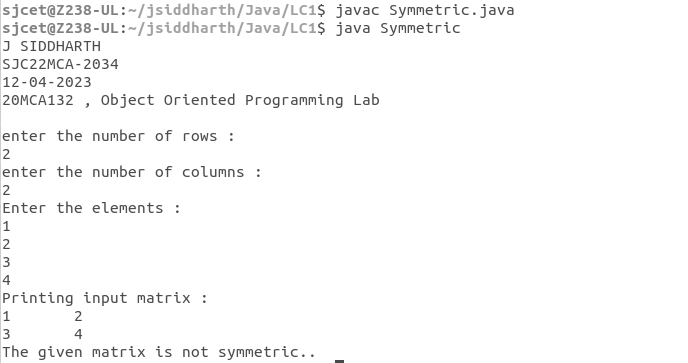 sjcet@Z238-UL:~/jsiddharth/Java/LC1$ javac Symmetric.java
sjcet@Z238-UL:~/jsiddharth/Java/LC1$ java Symmetric
J SIDDHARTH
SJC22MCA-2034
12-04-2023
20MCA132 , Object Oriented Programming Lab
enter the number of rows :
2
enter the number of columns :
2
Enter the elements :
1
2
3
4
Printing input matrix :
1 2
3 4
The given matrix is not symmetric..